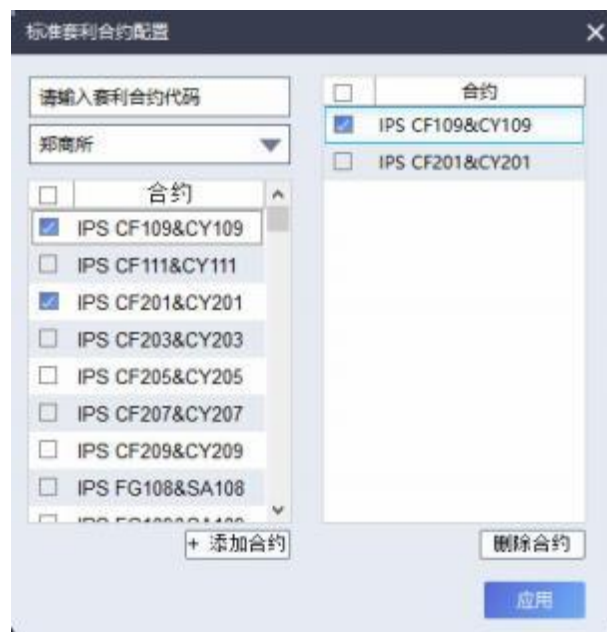 标准套利合约配置
请输入套利合约代码
郑商所
合约
IPS CF109&CY109
IPS CF111&CY111
IPS CF201&CY201
IPS CF203&CY203
IPS CF205&CY205
IPS CF207&CY207
IPS CF209&CY209
IPS FG108&SA108
+ 添加合约
合约
IPS CF109&CY109
IPS CF201&CY201
删除合约
应用